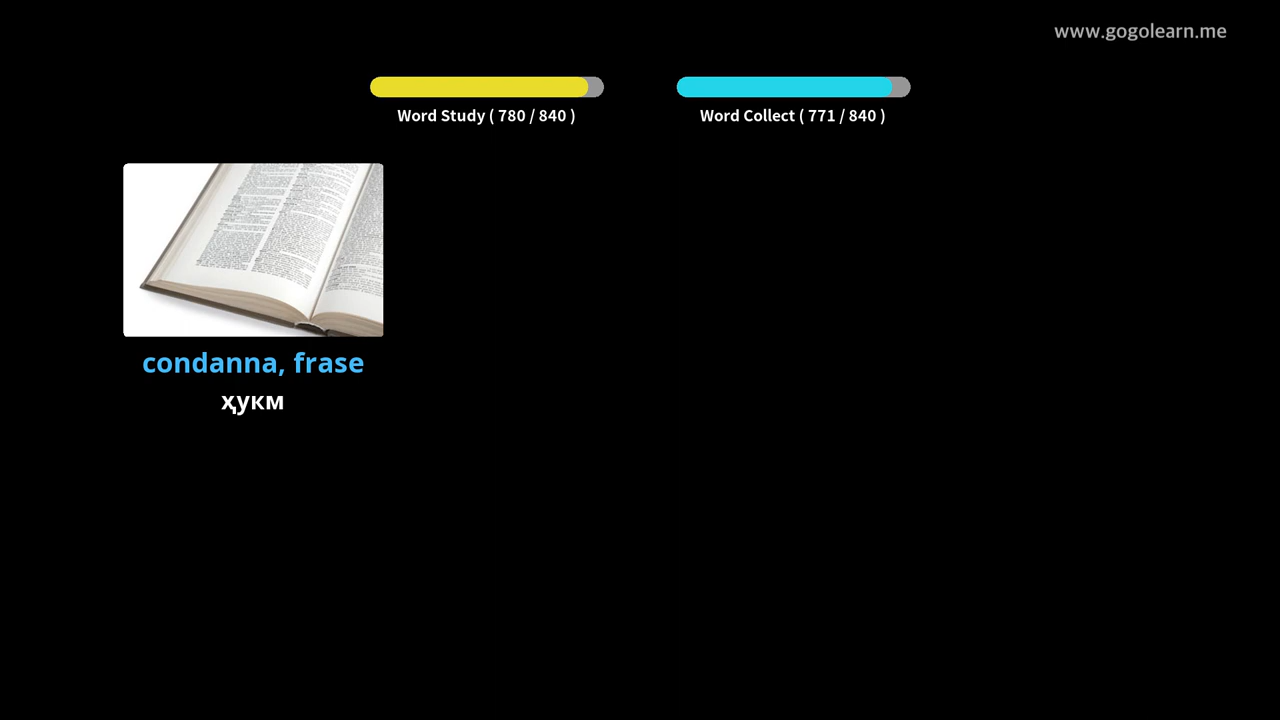 www.gogolearn.me
Word Study ( 780 / 840 )
Word Collect ( 771 / 840 )
condanna, frase
ҳукм